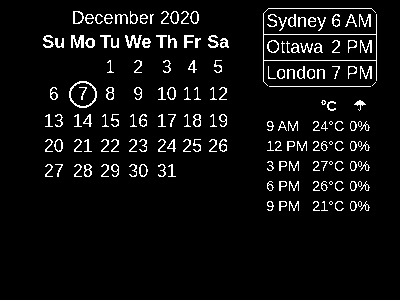 December 2020
Su Mo Tu We Th Fr Sa
1 2 3 4 5
6 7 8 9 10 11 12
13 14 15 16 17 18 19
20 21 22 23 24 25 26
27 28 29 30 31
Sydney 6 AM
Ottawa 2 PM
London 7 PM
°C ☂
9 AM 24°C 0%
12 PM 26°C 0%
3 PM 27°C 0%
6 PM 26°C 0%
9 PM 21°C 0%